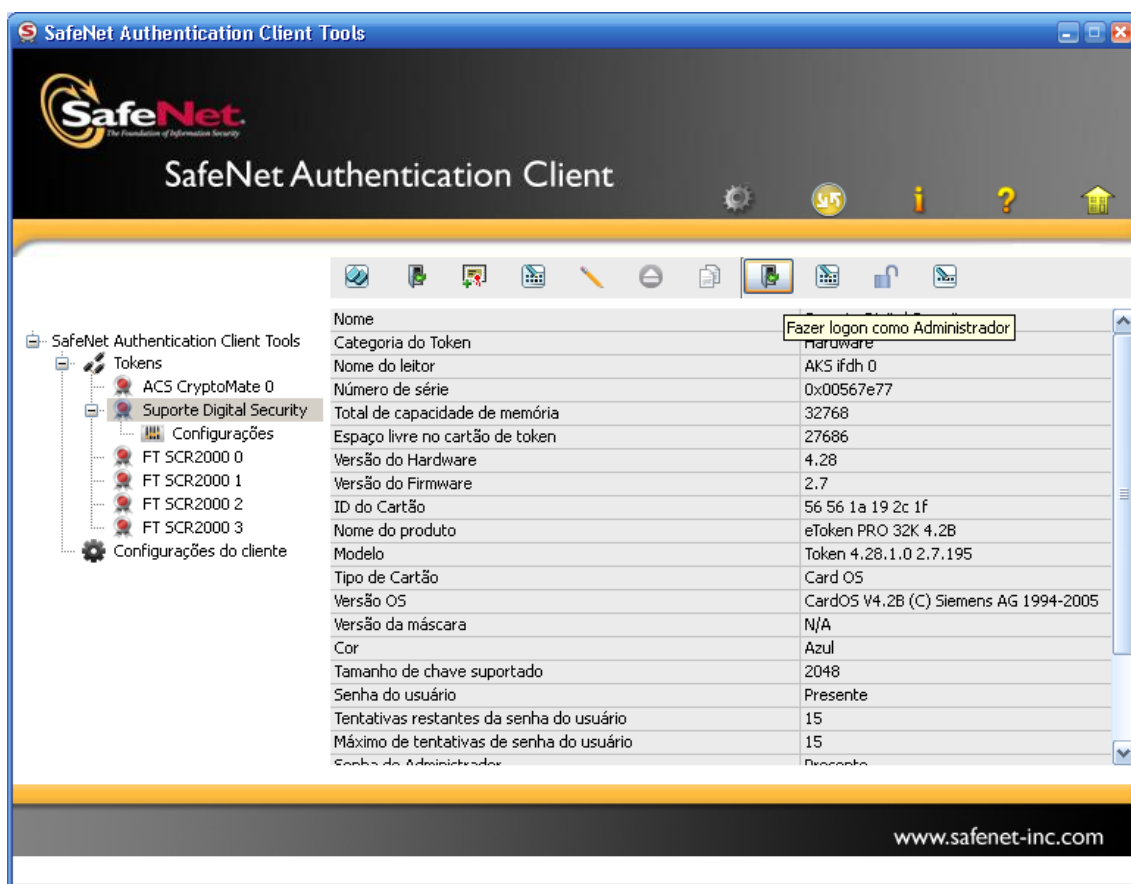 SafeNet Authentication Client Tools
SafeNet.
The Foundation of Information Security
SafeNet Authentication Client
SafeNet Authentication Client Tools
Tokens
ACS CryptoMate 0
Suporte Digital Security
Configurações
FT SCR2000 0
FT SCR2000 1
FT SCR2000 2
FT SCR2000 3
Configurações do cliente
Fazer logon como Administrador
Nome
Categoria do Token Hardware
Nome do leitor AKS ifdh 0
Número de série 0x00567e77
Total de capacidade de memória 32768
Espaço livre no cartão de token 27686
Versão do Hardware 4.28
Versão do Firmware 2.7
ID do Cartão 56 56 1a 19 2c 1f
Nome do produto eToken PRO 32K 4.2B
Modelo Token 4.28.1.0 2.7.195
Tipo de Cartão Card OS
Versão OS CardOS V4.2B (C) Siemens AG 1994-2005
Versão da máscara N/A
Cor Azul
Tamanho de chave suportado 2048
Senha do usuário Presente
Tentativas restantes da senha do usuário 15
Máximo de tentativas de senha do usuário 15
Senha do Administrador Presente
www.safenet-inc.com